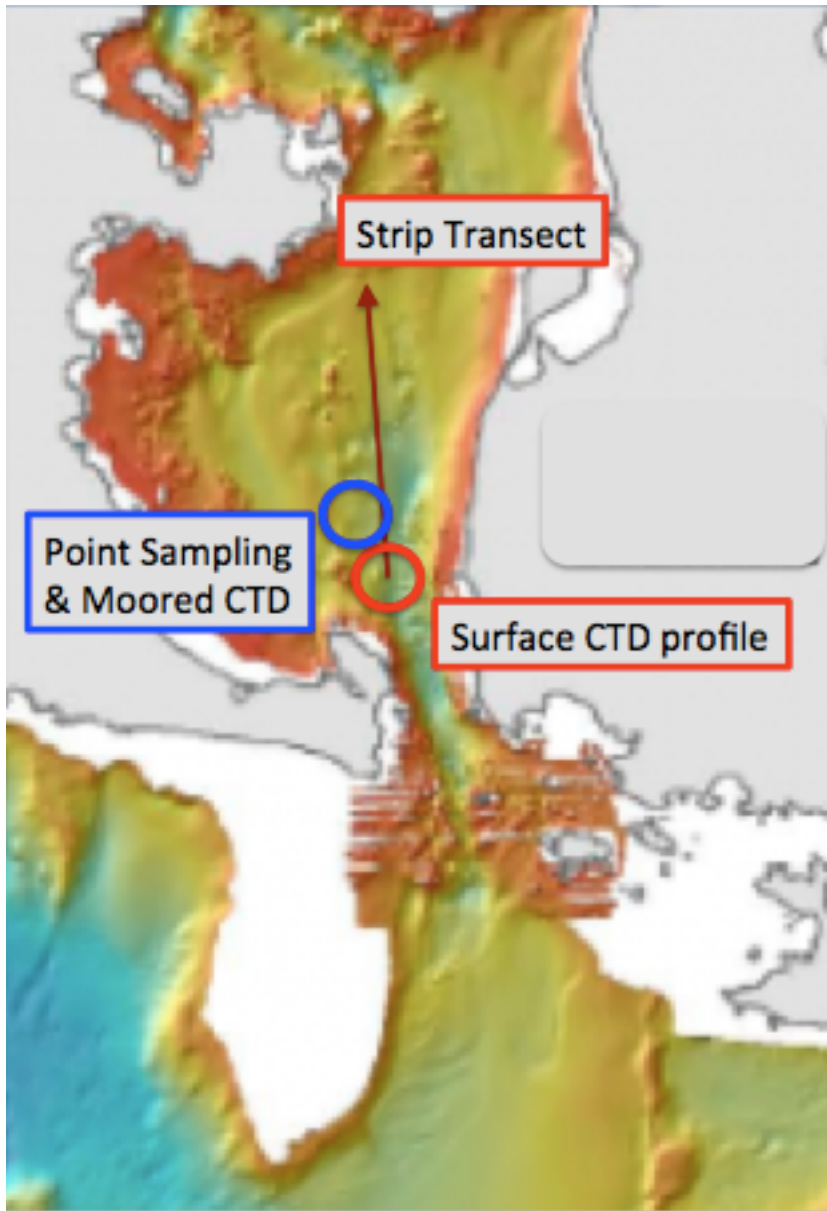 Strip Transect
Point Sampling
& Moored CTD
Surface CTD profile